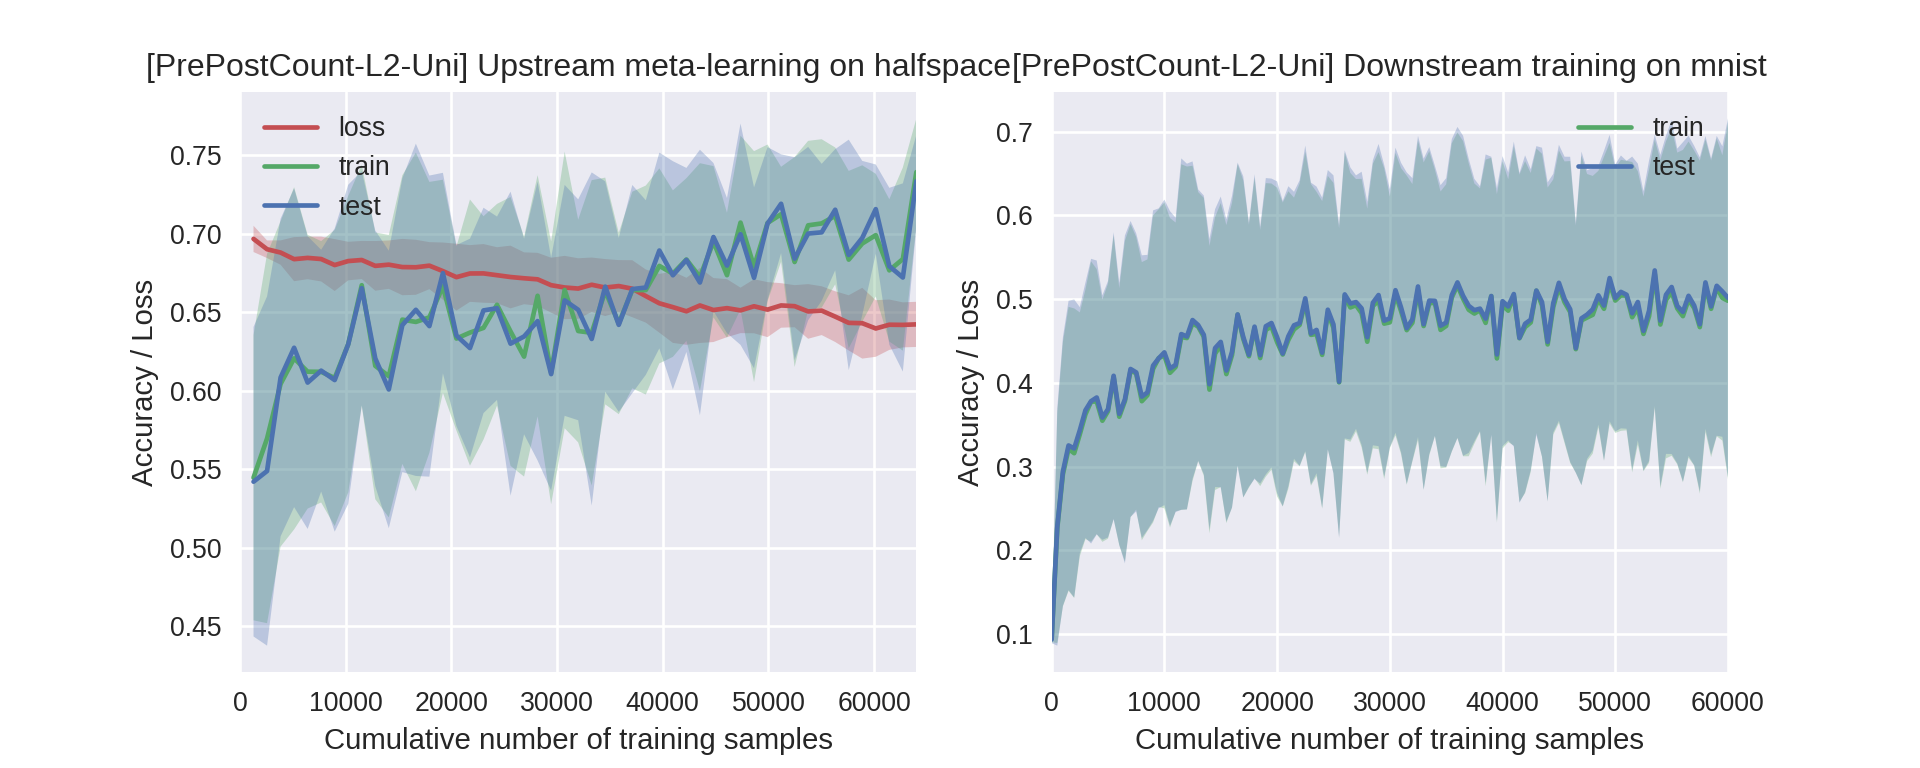 [PrePostCount-L2-Uni] Upstream meta-learning on halfspace
[PrePostCount-L2-Uni] Downstream training on mnist
loss
train
test
Accuracy / Loss
0.75
0.70
0.65
0.60
0.55
0.50
0.45
0 10000 20000 30000 40000 50000 60000
Cumulative number of training samples
train
test
Accuracy / Loss
0.7
0.6
0.5
0.4
0.3
0.2
0.1
0 10000 20000 30000 40000 50000 60000
Cumulative number of training samples